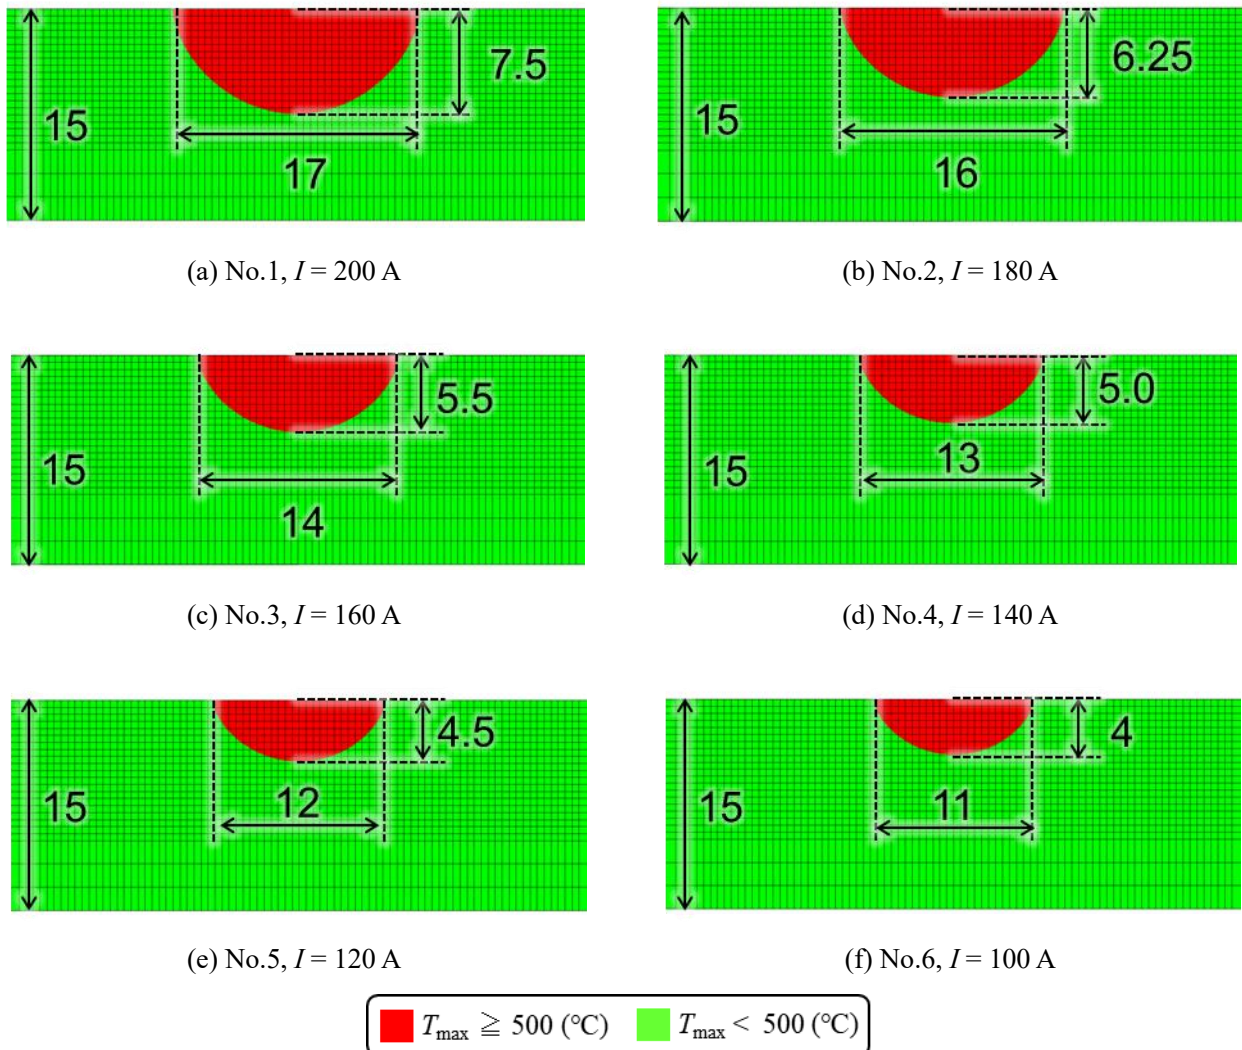 15
7.5
17
15
6.25
16
(a) No.1, I = 200 A
(b) No.2, I = 180 A
15
5.5
14
15
5.0
13
(c) No.3, I = 160 A
(d) No.4, I = 140 A
15
4.5
12
15
4
11
(e) No.5, I = 120 A
(f) No.6, I = 100 A
Tmax ≧ 500 (℃)
Tmax < 500 (℃)